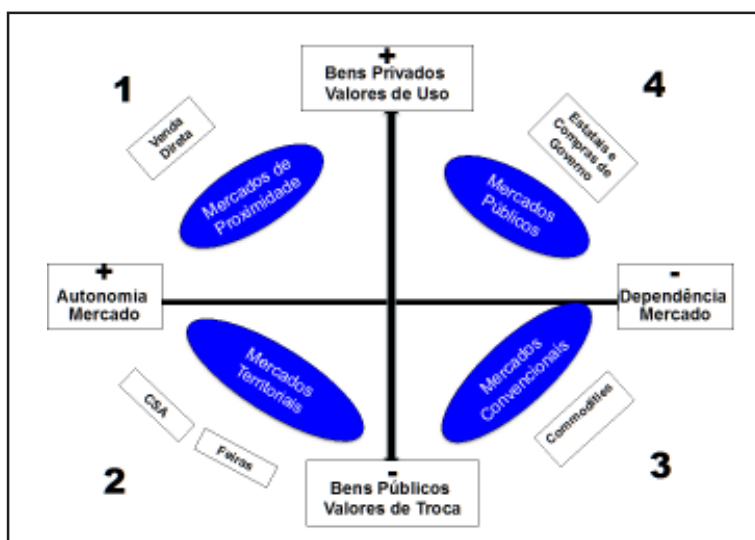 +
Bens Privados
Valores de Uso
1
4
Venda
Direta
Estatais e
Compras de
Governo
Mercados de
Proximidade
Mercados
Públicos
+
Autonomia
Mercado
-
Dependência
Mercado
Mercados
Territoriais
Mercados
Convencionais
CSA
Feiras
Commodities
2
3
-
Bens Públicos
Valores de Troca